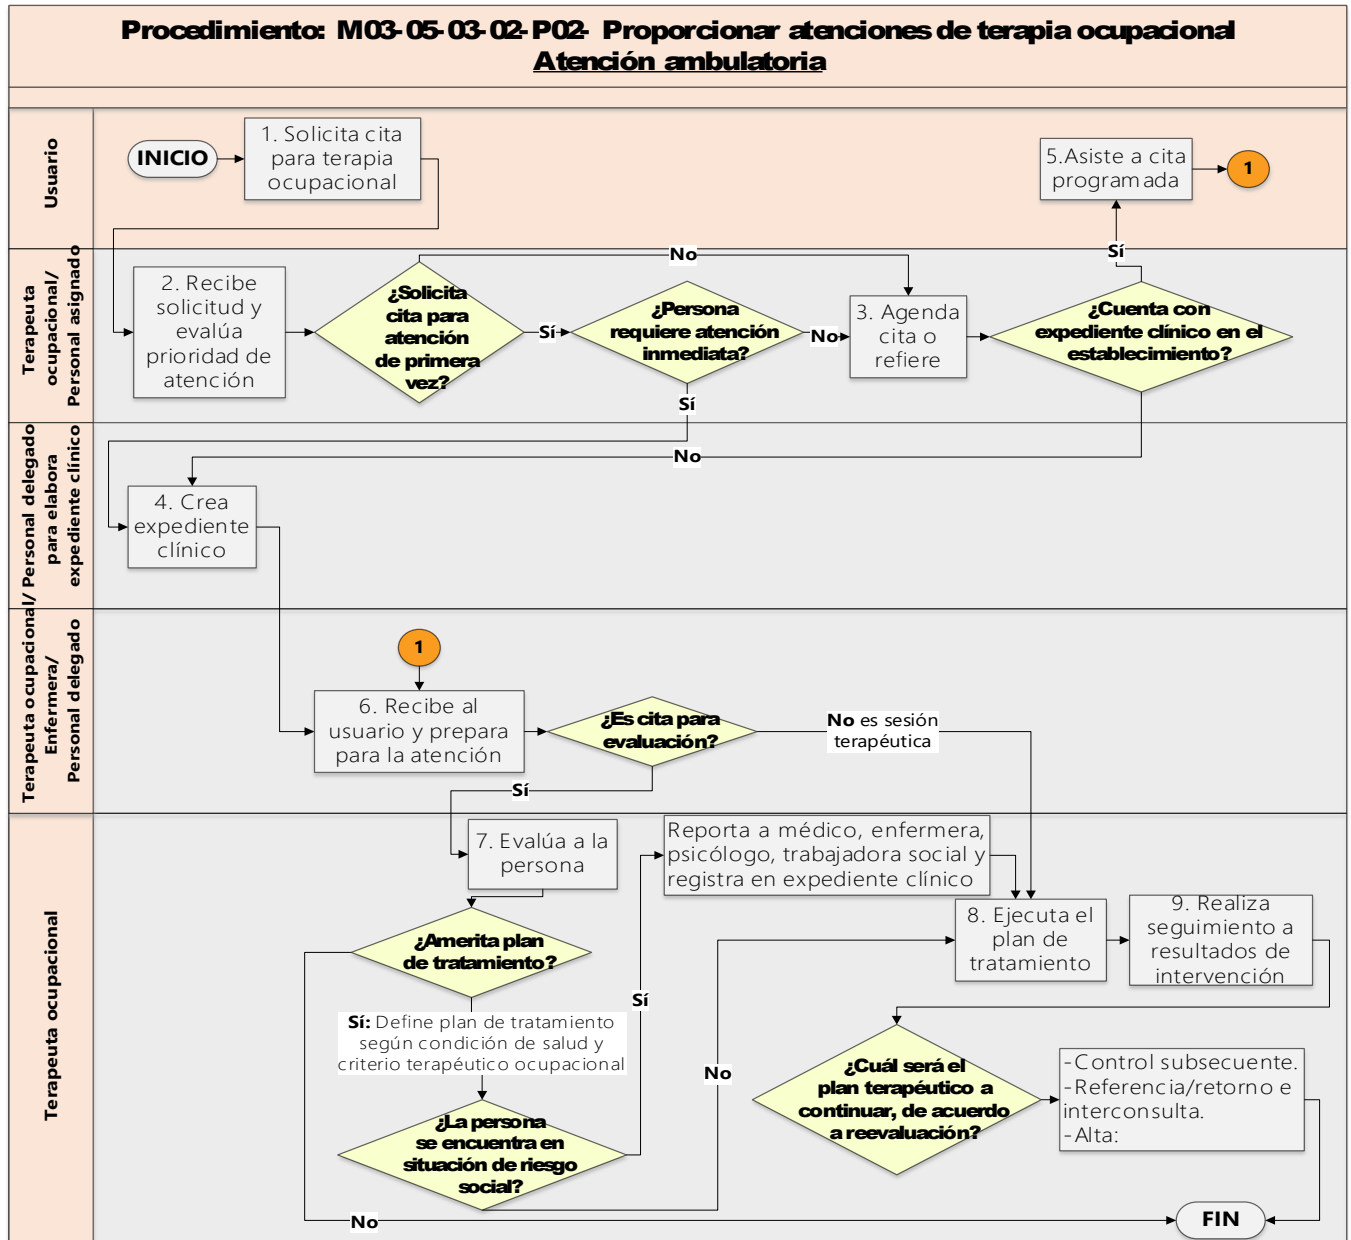 Procedimiento: M03-05-03-02-P02- Proporcionar atenciones de terapia ocupacional
Atención ambulatoria
Usuario
INICIO
1. Solicita cita
para terapia
ocupacional
5.Asiste a cita
programada
1
Terapeuta
ocupacional/
Personal asignado
2. Recibe
solicitud y
evalúa
prioridad de
atención
¿Solicita
cita para
atención
de primera
vez?
No
Sí
¿Persona
requiere atención
inmediata?
No
Sí
3. Agenda
cita o
refiere
¿Cuenta con
expediente clínico en el
establecimiento?
Sí
No
Terapeuta ocupacional/ Personal delegado
para elabora
expediente clínico
4. Crea
expediente
clínico
Enfermera/
Personal delegado
1
6. Recibe al
usuario y prepara
para la atención
¿Es cita para
evaluación?
No es sesión
terapéutica
Sí
Terapeuta ocupacional
7. Evalúa a la
persona
Reporta a médico, enfermera,
psicólogo, trabajadora social y
registra en expediente clínico
¿Amerita plan
de tratamiento?
Sí: Define plan de tratamiento
según condición de salud y
criterio terapéutico ocupacional
¿La persona
se encuentra en
situación de riesgo
social?
Sí
No
8. Ejecuta el
plan de
tratamiento
9. Realiza
seguimiento a
resultados de
intervención
¿Cuál será el
plan terapéutico a
continuar, de acuerdo
a reevaluación?
-Control subsecuente.
-Referencia/retorno e
interconsulta.
-Alta:
No
FIN